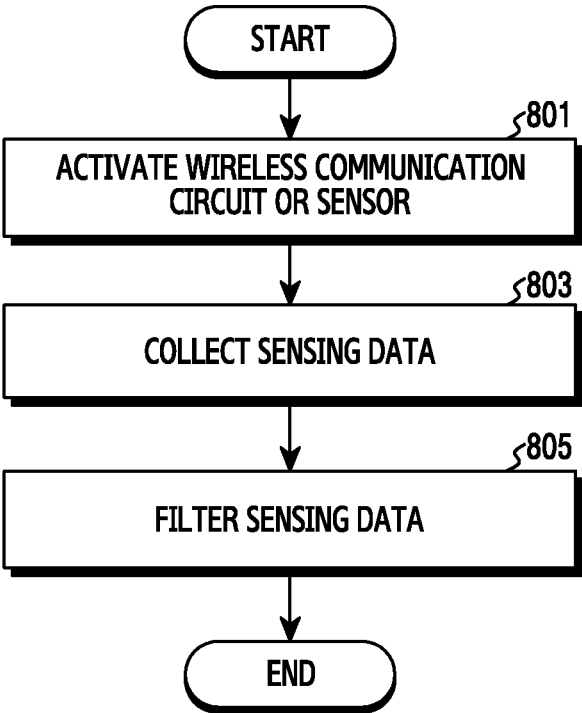 START
801
ACTIVATE WIRELESS COMMUNICATION
CIRCUIT OR SENSOR
803
COLLECT SENSING DATA
805
FILTER SENSING DATA
END